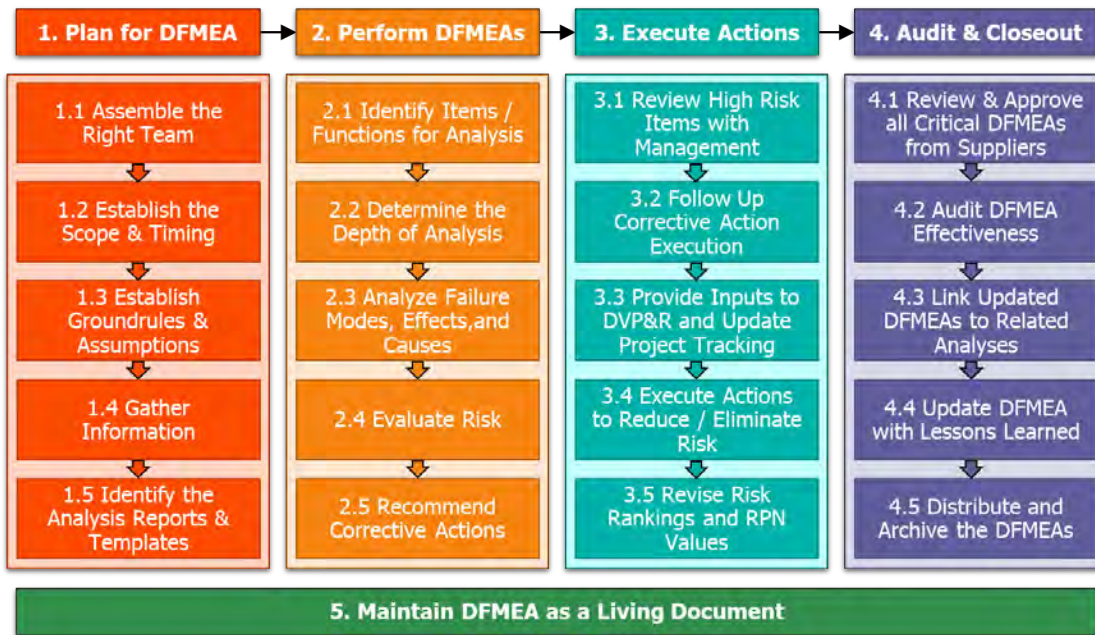 1. Plan for DFMEA
2. Perform DFMEAs
3. Execute Actions
4. Audit & Closeout
1.1 Assemble the
Right Team
1.2 Establish the
Scope & Timing
1.3 Establish
Groundrules &
Assumptions
1.4 Gather
Information
1.5 Identify the
Analysis Reports &
Templates
2.1 Identify Items /
Functions for Analysis
2.2 Determine the
Depth of Analysis
2.3 Analyze Failure
Modes, Effects,and
Causes
2.4 Evaluate Risk
2.5 Recommend
Corrective Actions
3.1 Review High Risk
Items with
Management
3.2 Follow Up
Corrective Action
Execution
3.3 Provide Inputs to
DVP&R and Update
Project Tracking
3.4 Execute Actions
to Reduce / Eliminate
Risk
3.5 Revise Risk
Rankings and RPN
Values
4.1 Review & Approve
all Critical DFMEAs
from Suppliers
4.2 Audit DFMEA
Effectiveness
4.3 Link Updated
DFMEAs to Related
Analyses
4.4 Update DFMEA
with Lessons Learned
4.5 Distribute and
Archive the DFMEAs
5. Maintain DFMEA as a Living Document